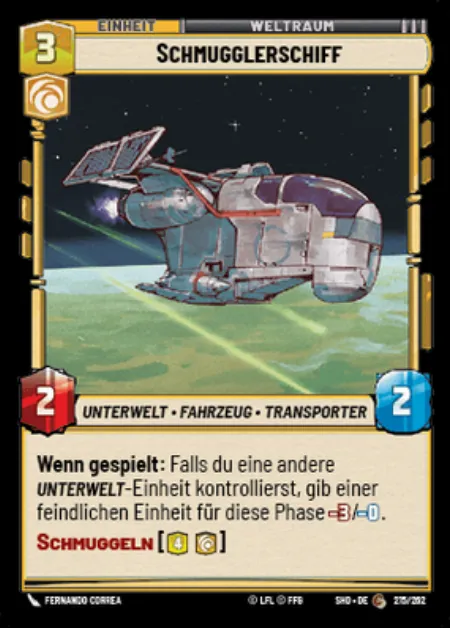 EINHEIT WELTRAUM
3
SCHMUGGLERSCHIFF
2
UNTERWELT • FAHRZEUG • TRANSPORTER
2
Wenn gespielt: Falls du eine andere
UNTERWELT-Einheit kontrollierst, gib einer
feindlichen Einheit für diese Phase -3/-0.
SCHMUGGELN [4]
FERNANDO CORREA
© LFL © FFG
SHD • DE C 215/262